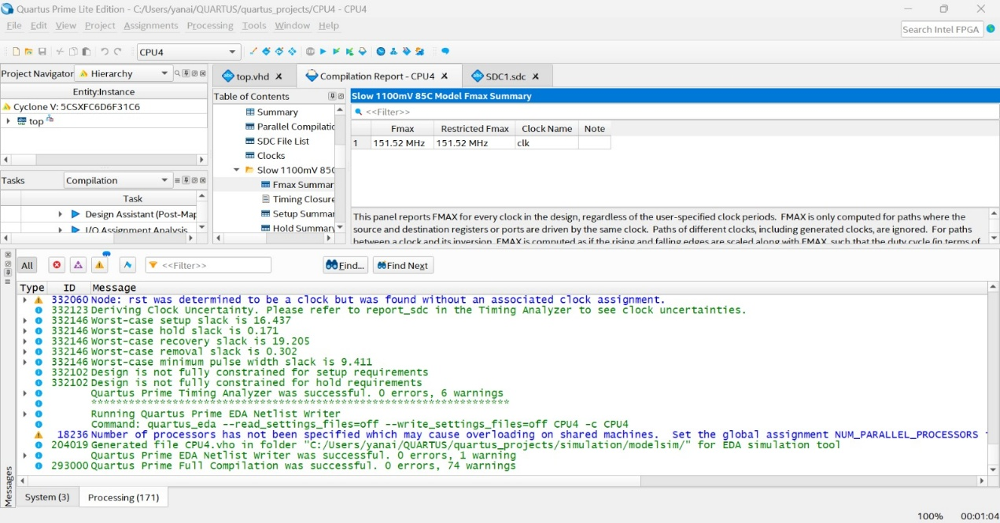 Quartus Prime Lite Edition - C:/Users/yanai/QUARTUS/quartus_projects/CPU4 - CPU4
File Edit View Project Assignments Processing Tools Window Help
Search Intel FPGA
CPU4
Project Navigator Hierarchy
Entity:Instance
Cyclone V: 5CSXFC6D6F31C6
top
Tasks Compilation
Task
Design Assistant (Post-Map
I/O Assignment Analysis
top.vhd Compilation Report - CPU4 SDC1.sdc
Table of Contents
Summary
Parallel Compilatio
SDC File List
Clocks
Slow 1100mV 85C
Fmax Summar
Timing Closure
Setup Summar
Hold Summary
Slow 1100mV 85C Model Fmax Summary
<<Filter>>
Fmax Restricted Fmax Clock Name Note
1 151.52 MHz 151.52 MHz clk
This panel reports FMAX for every clock in the design, regardless of the user-specified clock periods. FMAX is only computed for paths where the
source and destination registers or ports are driven by the same clock. Paths of different clocks, including generated clocks, are ignored. For paths
between a clock and its inversion, FMAX is computed as if the rising and falling edges are scaled along with FMAX, such that the duty cycle (in terms of
All <<Filter>> Find... Find Next
Type ID Message
332060 Node: rst was determined to be a clock but was found without an associated clock assignment.
332123 Deriving Clock Uncertainty. Please refer to report_sdc in the Timing Analyzer to see clock uncertainties.
332146 Worst-case setup slack is 16.437
332146 Worst-case hold slack is 0.171
332146 Worst-case recovery slack is 19.205
332146 Worst-case removal slack is 0.302
332146 Worst-case minimum pulse width slack is 9.411
332102 Design is not fully constrained for setup requirements
332102 Design is not fully constrained for hold requirements
Quartus Prime Timing Analyzer was successful. 0 errors, 6 warnings
*******************************************************************
Running Quartus Prime EDA Netlist Writer
Command: quartus_eda --read_settings_files=off --write_settings_files=off CPU4 -c CPU4
18236 Number of processors has not been specified which may cause overloading on shared machines. Set the global assignment NUM_PARALLEL_PROCESSORS
204019 Generated file CPU4.vho in folder "C:/Users/yanai/QUARTUS/quartus_projects/simulation/modelsim/" for EDA simulation tool
Quartus Prime EDA Netlist Writer was successful. 0 errors, 1 warning
293000 Quartus Prime Full Compilation was successful. 0 errors, 74 warnings
Messages
System (3) Processing (171)
100% 00:01:04